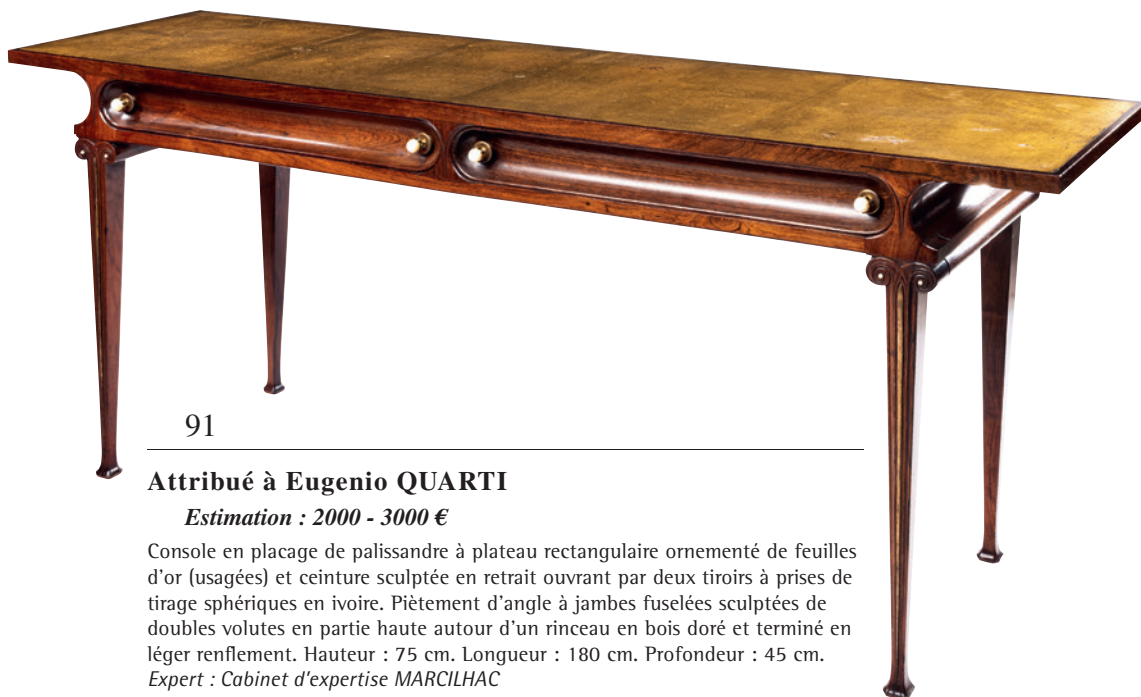 91
Attribué à Eugenio QUARTI
Estimation : 2000 - 3000 €
Console en placage de palissandre à plateau rectangulaire ornementé de feuilles
d'or (usagées) et ceinture sculptée en retrait ouvrant par deux tiroirs à prises de
tirage sphériques en ivoire. Piètement d'angle à jambes fuselées sculptées de
doubles volutes en partie haute autour d'un rinceau en bois doré et terminé en
léger renflement. Hauteur : 75 cm. Longueur : 180 cm. Profondeur : 45 cm.
Expert : Cabinet d'expertise MARCILHAC